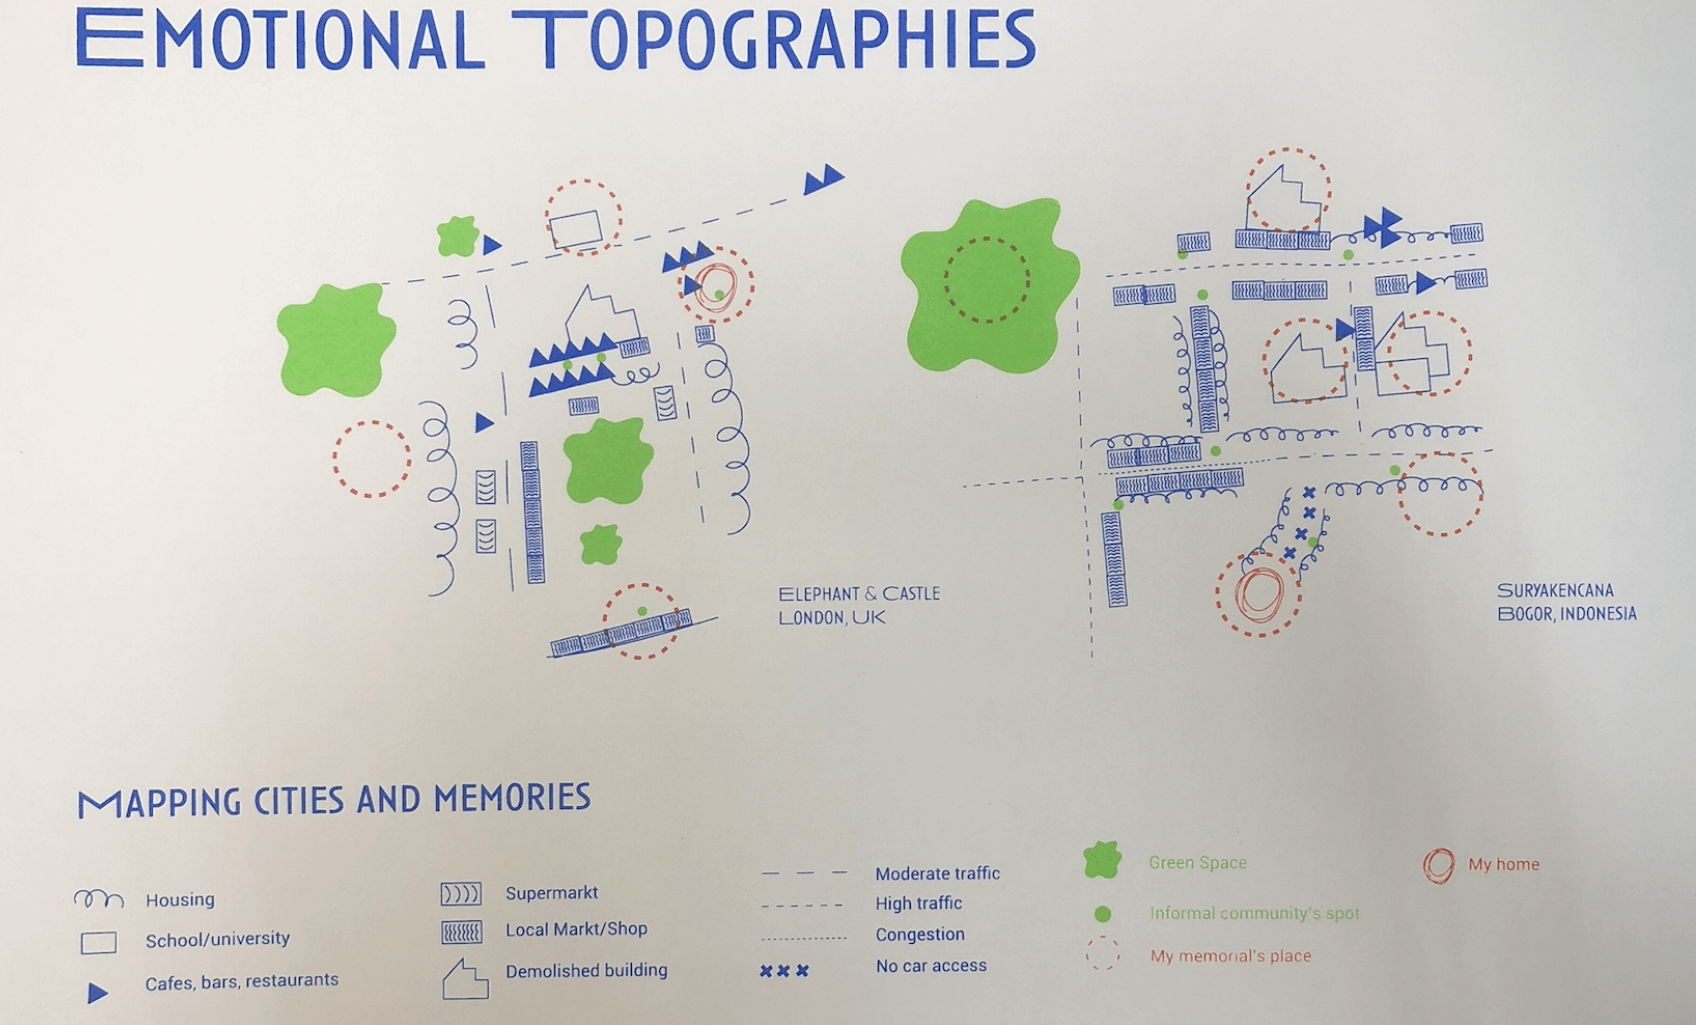 EMOTIONAL TOPOGRAPHIES
ELEPHANT & CASTLE
LONDON, UK
SURYAKENCANA
BOGOR, INDONESIA
MAPPING CITIES AND MEMORIES
Housing
School/university
Cafes, bars, restaurants
Supermarkt
Local Markt/Shop
Demolished building
Moderate traffic
High traffic
Congestion
No car access
Green Space
Informal community's spot
My memorial's place
My home